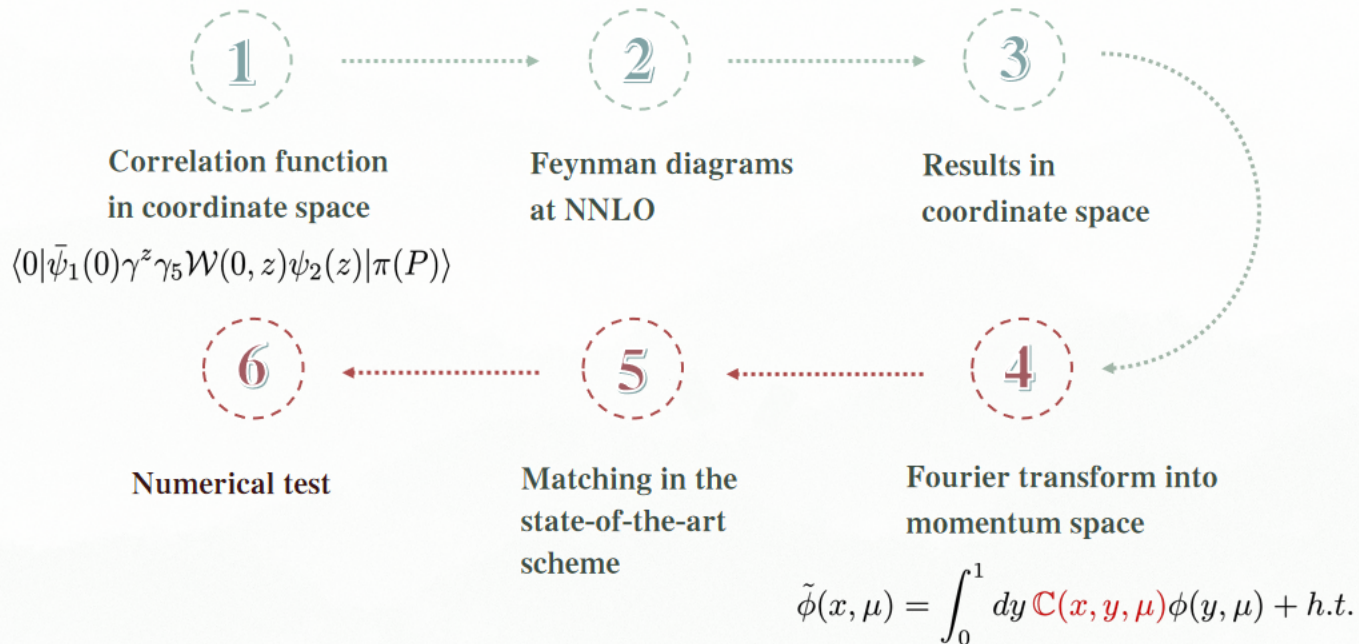 1
2
3
Correlation function
in coordinate space
⟨0|ψ̄₁(0)γᶻγ₅𝒲(0, z)ψ₂(z)|π(P)⟩
Feynman diagrams
at NNLO
Results in
coordinate space
6
5
4
Numerical test
Matching in the
state-of-the-art
scheme
Fourier transform into
momentum space
ϕ̃(x, μ) = ∫₀¹ dy ℂ(x, y, μ)ϕ(y, μ) + h.t.